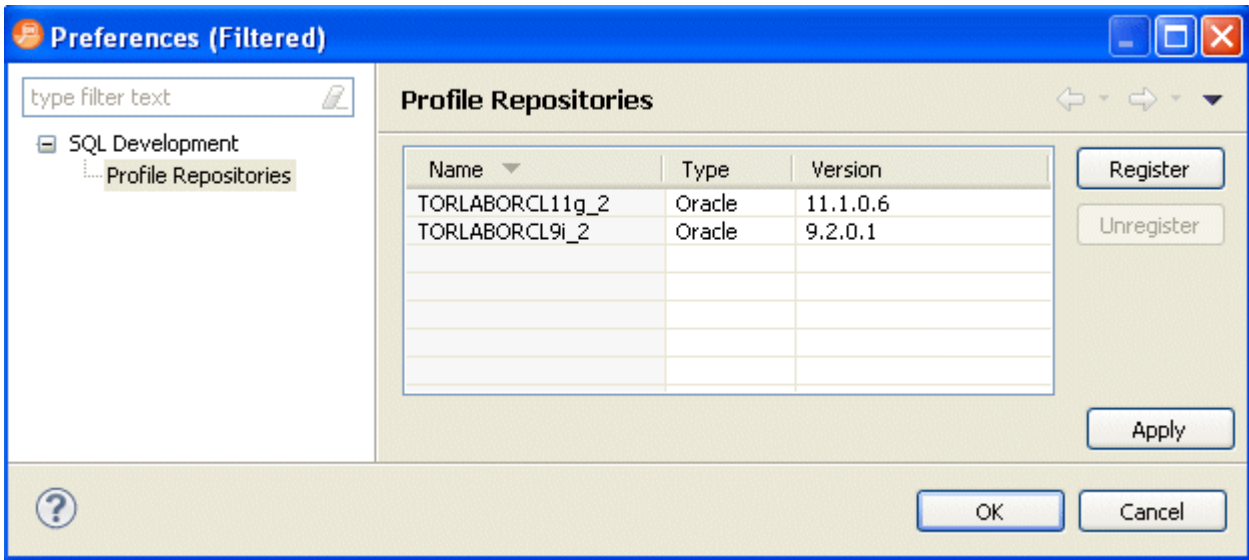 Preferences (Filtered)
type filter text
SQL Development
Profile Repositories
Profile Repositories
Name Type Version
TORLABORCL11g_2 Oracle 11.1.0.6
TORLABORCL9i_2 Oracle 9.2.0.1
Register
Unregister
Apply
?
OK Cancel